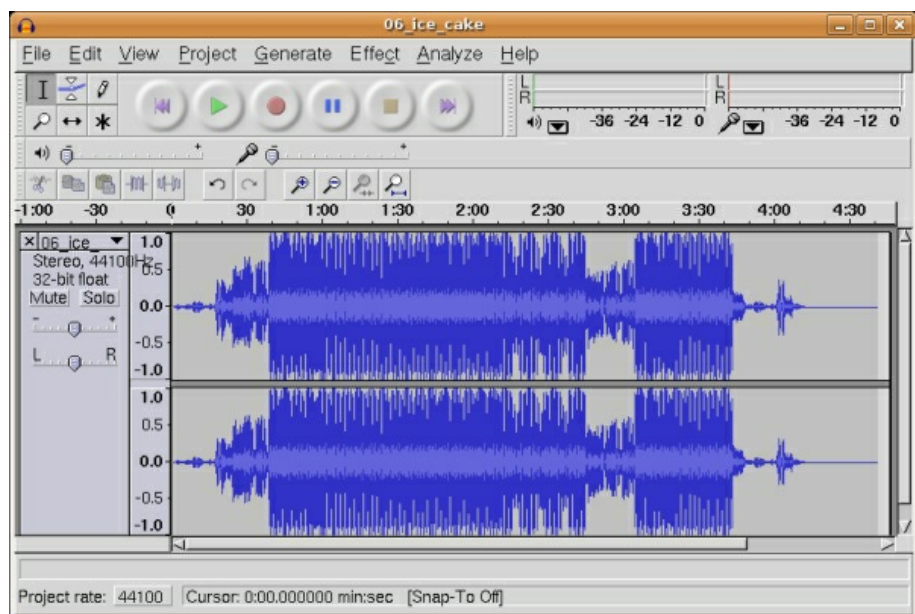 06_ice_cake
File Edit View Project Generate Effect Analyze Help
L
R
-36 -24 -12 0
L
R
-36 -24 -12 0
- +
- +
-1:00 -30 0 30 1:00 1:30 2:00 2:30 3:00 3:30 4:00 4:30
06_ice_
Stereo, 44100Hz
32-bit float
Mute Solo
- +
L R
1.0
0.5
0.0
-0.5
-1.0
1.0
0.5
0.0
-0.5
-1.0
Project rate: 44100 Cursor: 0:00.000000 min:sec [Snap-To Off]